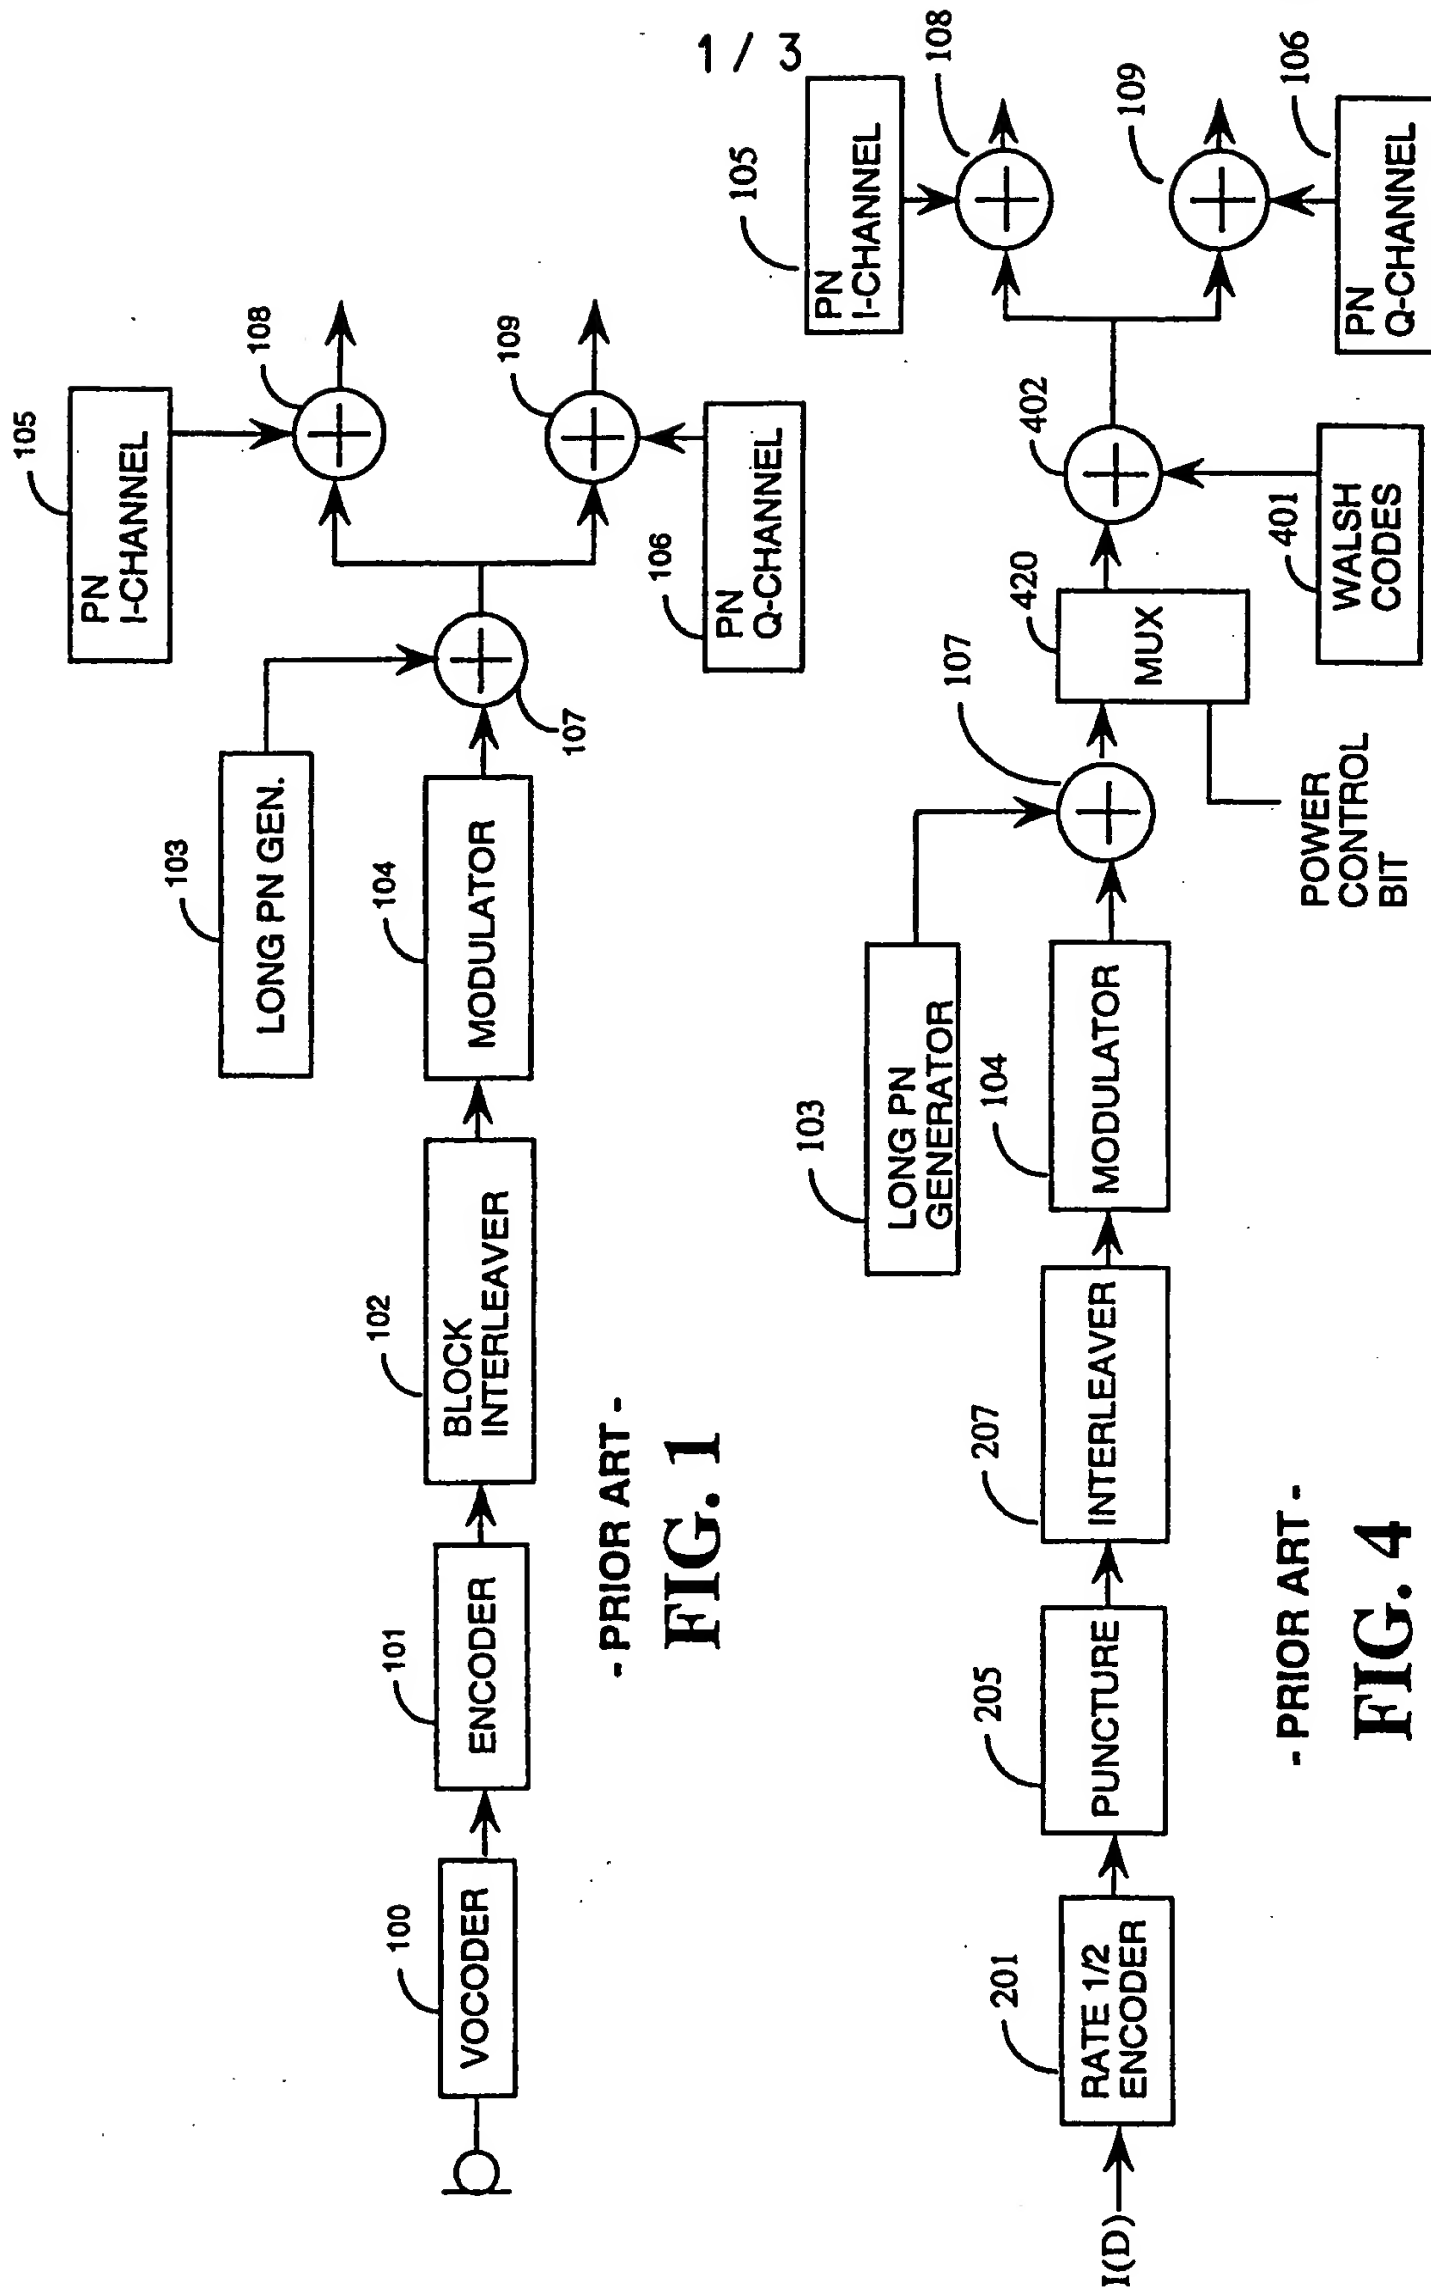 1 / 3
100
VOCODER
101
ENCODER
102
BLOCK
INTERLEAVER
103
LONG PN GEN.
104
MODULATOR
107
105
PN
I-CHANNEL
108
109
106
PN
Q-CHANNEL
- PRIOR ART -
FIG. 1
I(D)
201
RATE 1/2
ENCODER
205
PUNCTURE
207
INTERLEAVER
103
LONG PN
GENERATOR
104
MODULATOR
107
420
MUX
POWER
CONTROL
BIT
402
401
WALSH
CODES
105
PN
I-CHANNEL
108
109
106
PN
Q-CHANNEL
- PRIOR ART -
FIG. 4